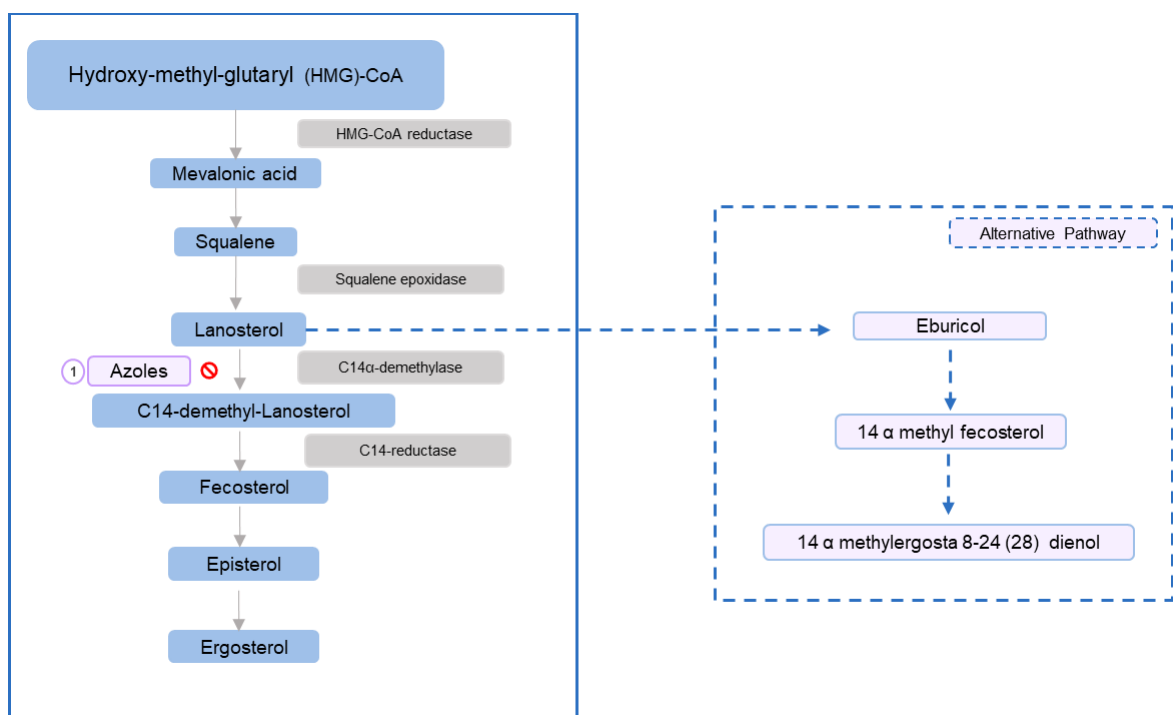 Hydroxy-methyl-glutaryl (HMG)-CoA
HMG-CoA reductase
Mevalonic acid
Squalene
Squalene epoxidase
Lanosterol
C14α-demethylase
1 Azoles
C14-demethyl-Lanosterol
C14-reductase
Fecosterol
Episterol
Ergosterol
Alternative Pathway
Eburicol
14 α methyl fecosterol
14 α methylergosta 8-24 (28) dienol